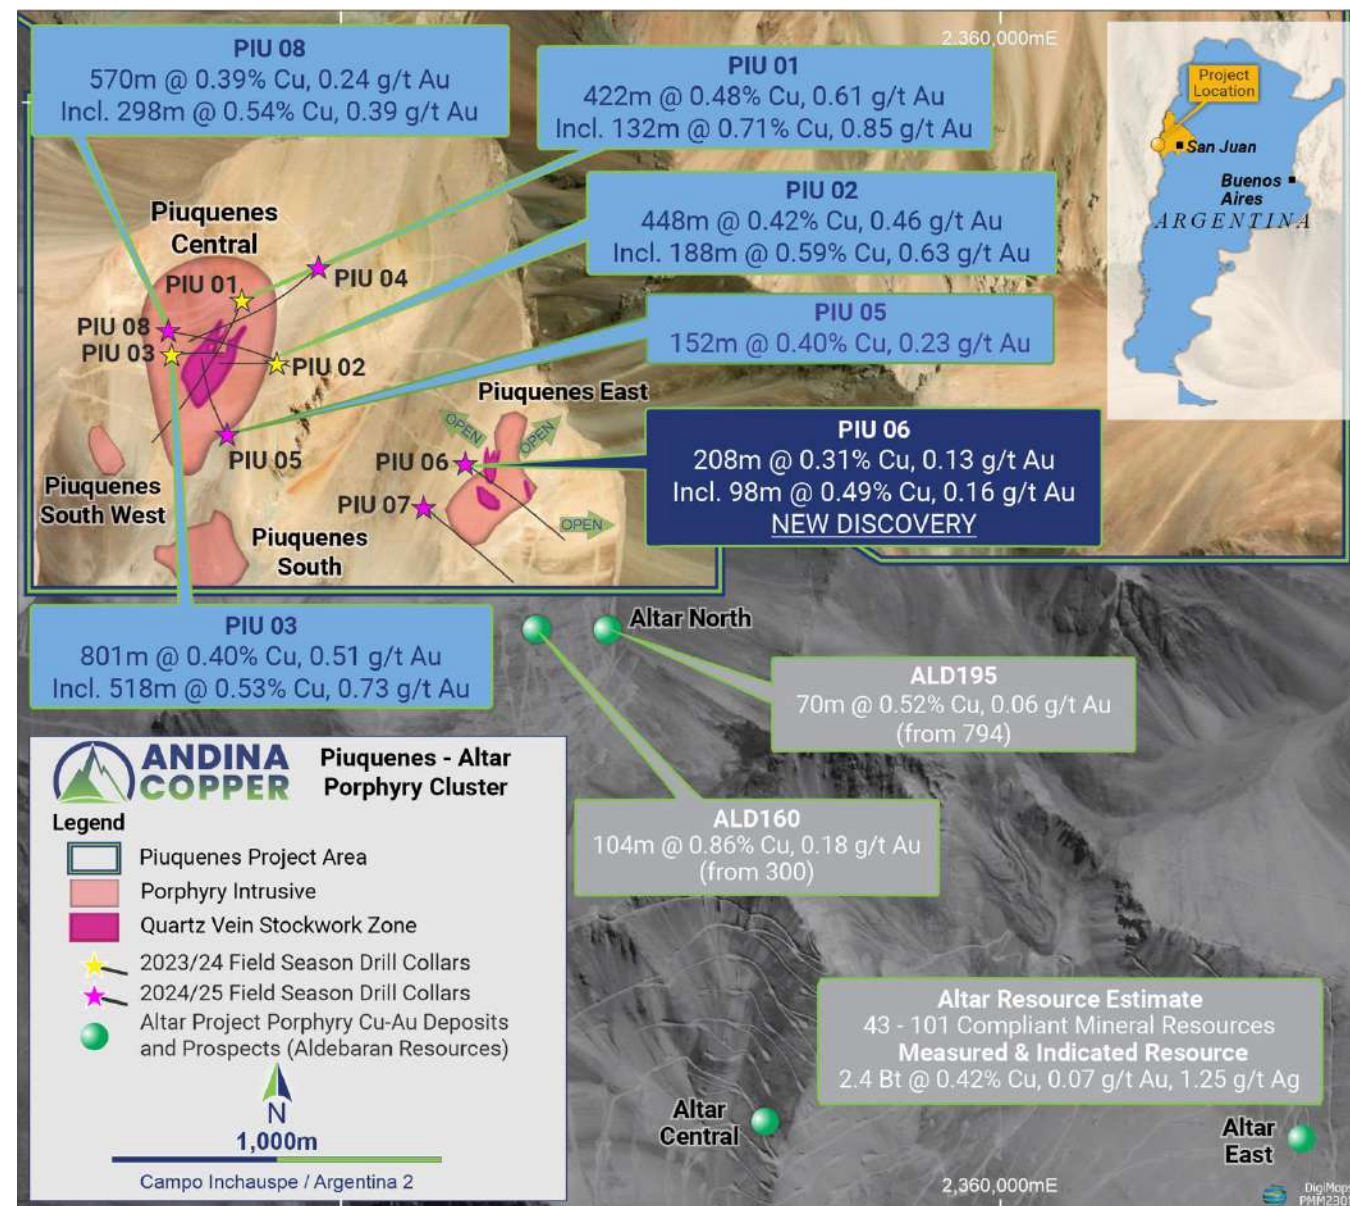 2,360,000mE
PIU 08
570m @ 0.39% Cu, 0.24 g/t Au
Incl. 298m @ 0.54% Cu, 0.39 g/t Au
PIU 01
422m @ 0.48% Cu, 0.61 g/t Au
Incl. 132m @ 0.71% Cu, 0.85 g/t Au
PIU 02
448m @ 0.42% Cu, 0.46 g/t Au
Incl. 188m @ 0.59% Cu, 0.63 g/t Au
PIU 05
152m @ 0.40% Cu, 0.23 g/t Au
PIU 06
208m @ 0.31% Cu, 0.13 g/t Au
Incl. 98m @ 0.49% Cu, 0.16 g/t Au
NEW DISCOVERY
Project
Location
San Juan
Buenos
Aires
ARGENTINA
Piuquenes
Central
PIU 01
PIU 04
PIU 08
PIU 03
PIU 02
PIU 05
Piuquenes East
OPEN
OPEN
PIU 06
PIU 07
OPEN
Piuquenes
South West
Piuquenes
South
PIU 03
801m @ 0.40% Cu, 0.51 g/t Au
Incl. 518m @ 0.53% Cu, 0.73 g/t Au
Altar North
ALD195
70m @ 0.52% Cu, 0.06 g/t Au
(from 794)
ALD160
104m @ 0.86% Cu, 0.18 g/t Au
(from 300)
ANDINA
COPPER
Piuquenes - Altar
Porphyry Cluster
Legend
Piuquenes Project Area
Porphyry Intrusive
Quartz Vein Stockwork Zone
2023/24 Field Season Drill Collars
2024/25 Field Season Drill Collars
Altar Project Porphyry Cu-Au Deposits
and Prospects (Aldebaran Resources)
N
1,000m
Campo Inchauspe / Argentina 2
Altar Resource Estimate
43 - 101 Compliant Mineral Resources
Measured & Indicated Resource
2.4 Bt @ 0.42% Cu, 0.07 g/t Au, 1.25 g/t Ag
Altar
Central
Altar
East
2,360,000mE
DigiMaps